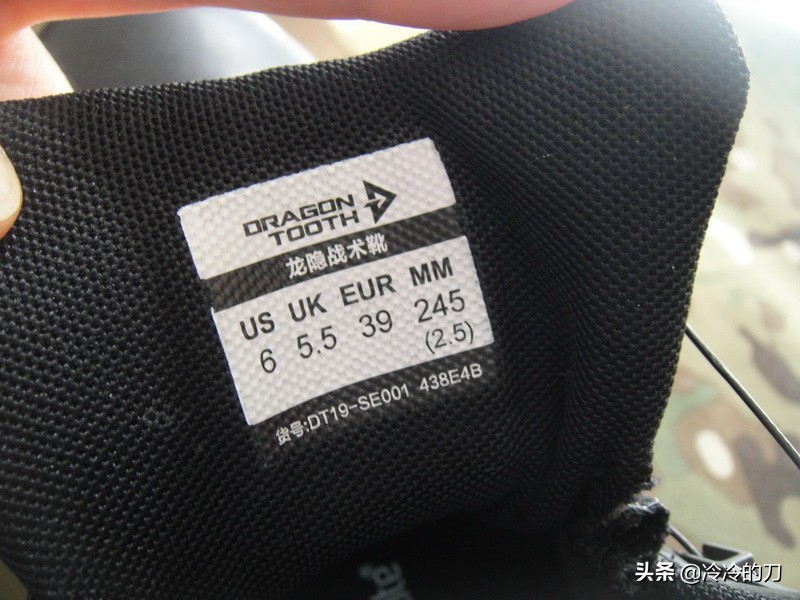 DRAGON
TOOTH
龙隐战术靴
US UK EUR MM
6 5.5 39 245
(2.5)
货号:DT19-SE001 438E4B
头条 @冷冷的刀